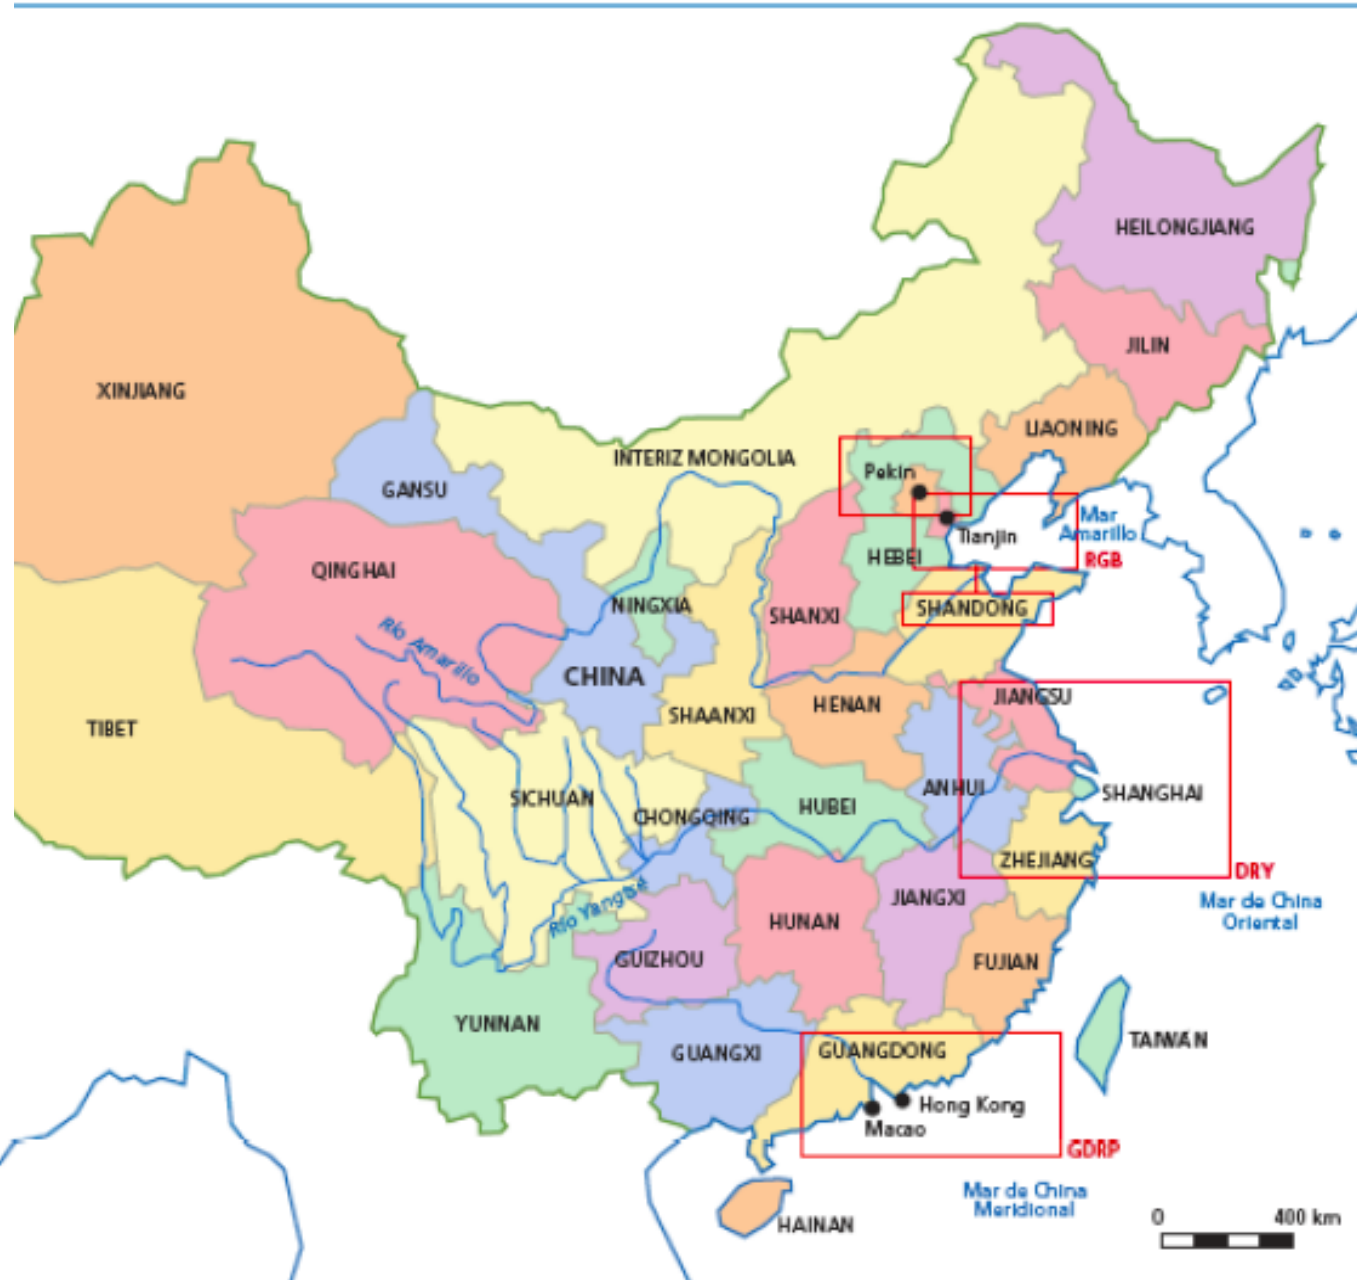 HEILONGJIANG
JILIN
XINJIANG
LIAONING
INTERIZ MONGOLIA
Pekin
GANSU
Mar
Amarillo
Tianjin
HEBEI
RGB
QINGHAI
NINGXIA
SHANDONG
SHANXI
Río Amarillo
CHINA
JIANGSU
HENAN
SHAANXI
TIBET
ANHUI
SHANGHAI
SICHUAN
HUBEI
CHONGQING
ZHEJIANG
DRY
Río Yangtsé
JIANGXI
Mar de China
Oriental
HUNAN
GUIZHOU
FUJIAN
YUNNAN
TAIWAN
GUANGXI
GUANGDONG
Hong Kong
Macao
GDRP
Mar de China
Meridional
HAINAN
0 400 km